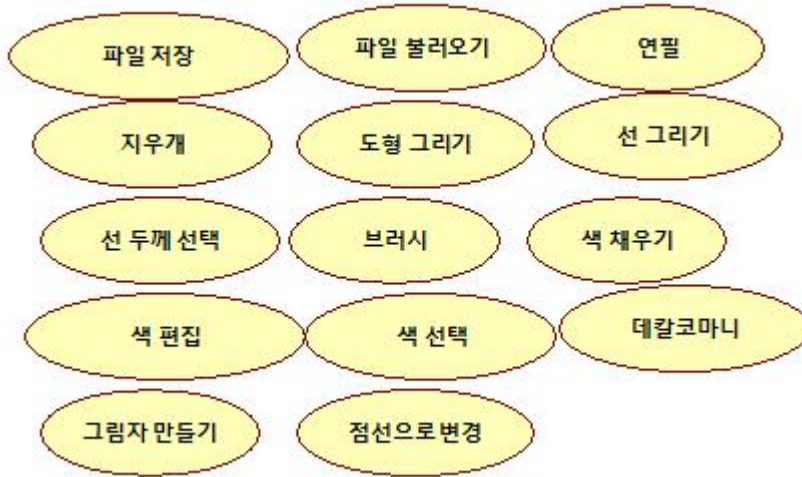 파일 저장
파일 불러오기
연필
지우개
도형 그리기
선 그리기
선 두께 선택
브러시
색 채우기
색 편집
색 선택
데칼코마니
그림자 만들기
점선으로 변경